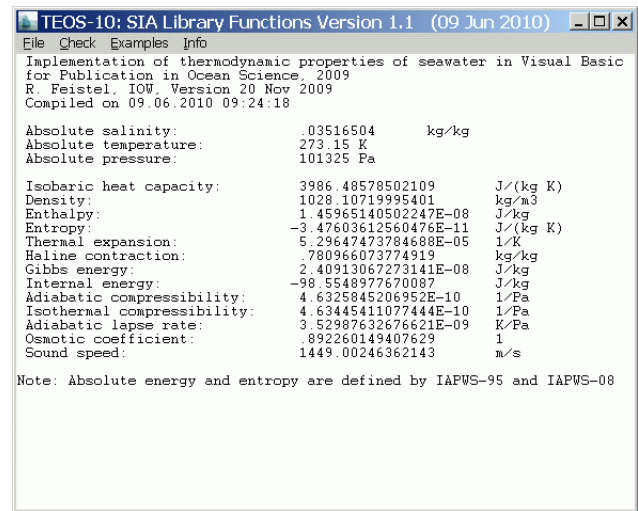 TEOS-10: SIA Library Functions Version 1.1 (09 Jun 2010)
File Check Examples Info
Implementation of thermodynamic properties of seawater in Visual Basic
for Publication in Ocean Science, 2009
R. Feistel, IOW, Version 20 Nov 2009
Compiled on 09.06.2010 09:24:18
Absolute salinity: .03516504 kg/kg
Absolute temperature: 273.15 K
Absolute pressure: 101325 Pa
Isobaric heat capacity: 3986.48578502109 J/(kg K)
Density: 1028.10719995401 kg/m3
Enthalpy: 1.45965140502247E-08 J/kg
Entropy: -3.47603612560476E-11 J/(kg K)
Thermal expansion: 5.29647473784688E-05 1/K
Haline contraction: .780966073774919 kg/kg
Gibbs energy: 2.40913067273141E-08 J/kg
Internal energy: -98.5548977670087 J/kg
Adiabatic compressibility: 4.6325845206952E-10 1/Pa
Isothermal compressibility: 4.63445411077444E-10 1/Pa
Adiabatic lapse rate: 3.52987632676621E-09 K/Pa
Osmotic coefficient: .892260149407629 1
Sound speed: 1449.00246362143 m/s
Note: Absolute energy and entropy are defined by IAPWS-95 and IAPWS-08